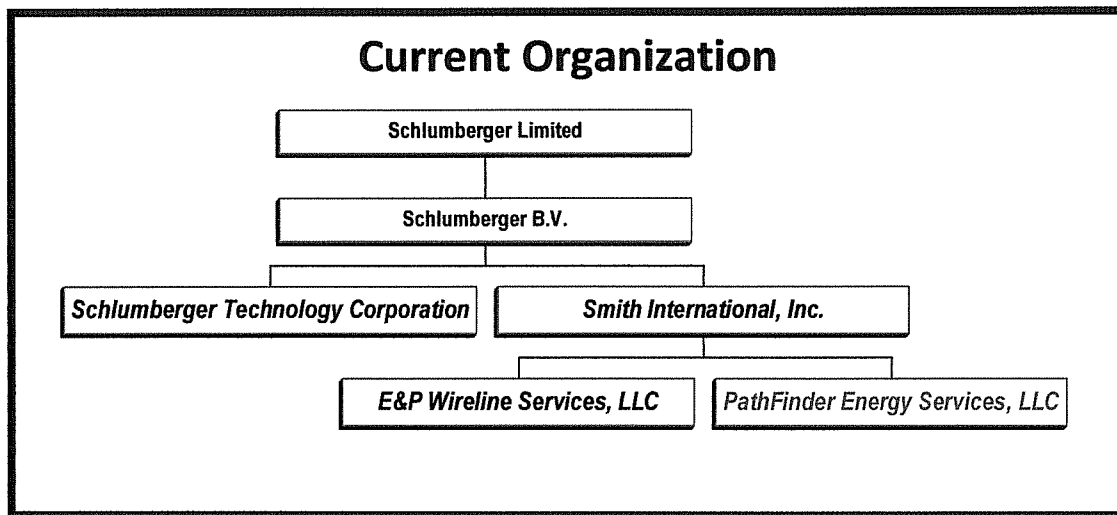 Current Organization
Schlumberger Limited
Schlumberger B.V.
Schlumberger Technology Corporation
Smith International, Inc.
E&P Wireline Services, LLC
PathFinder Energy Services, LLC